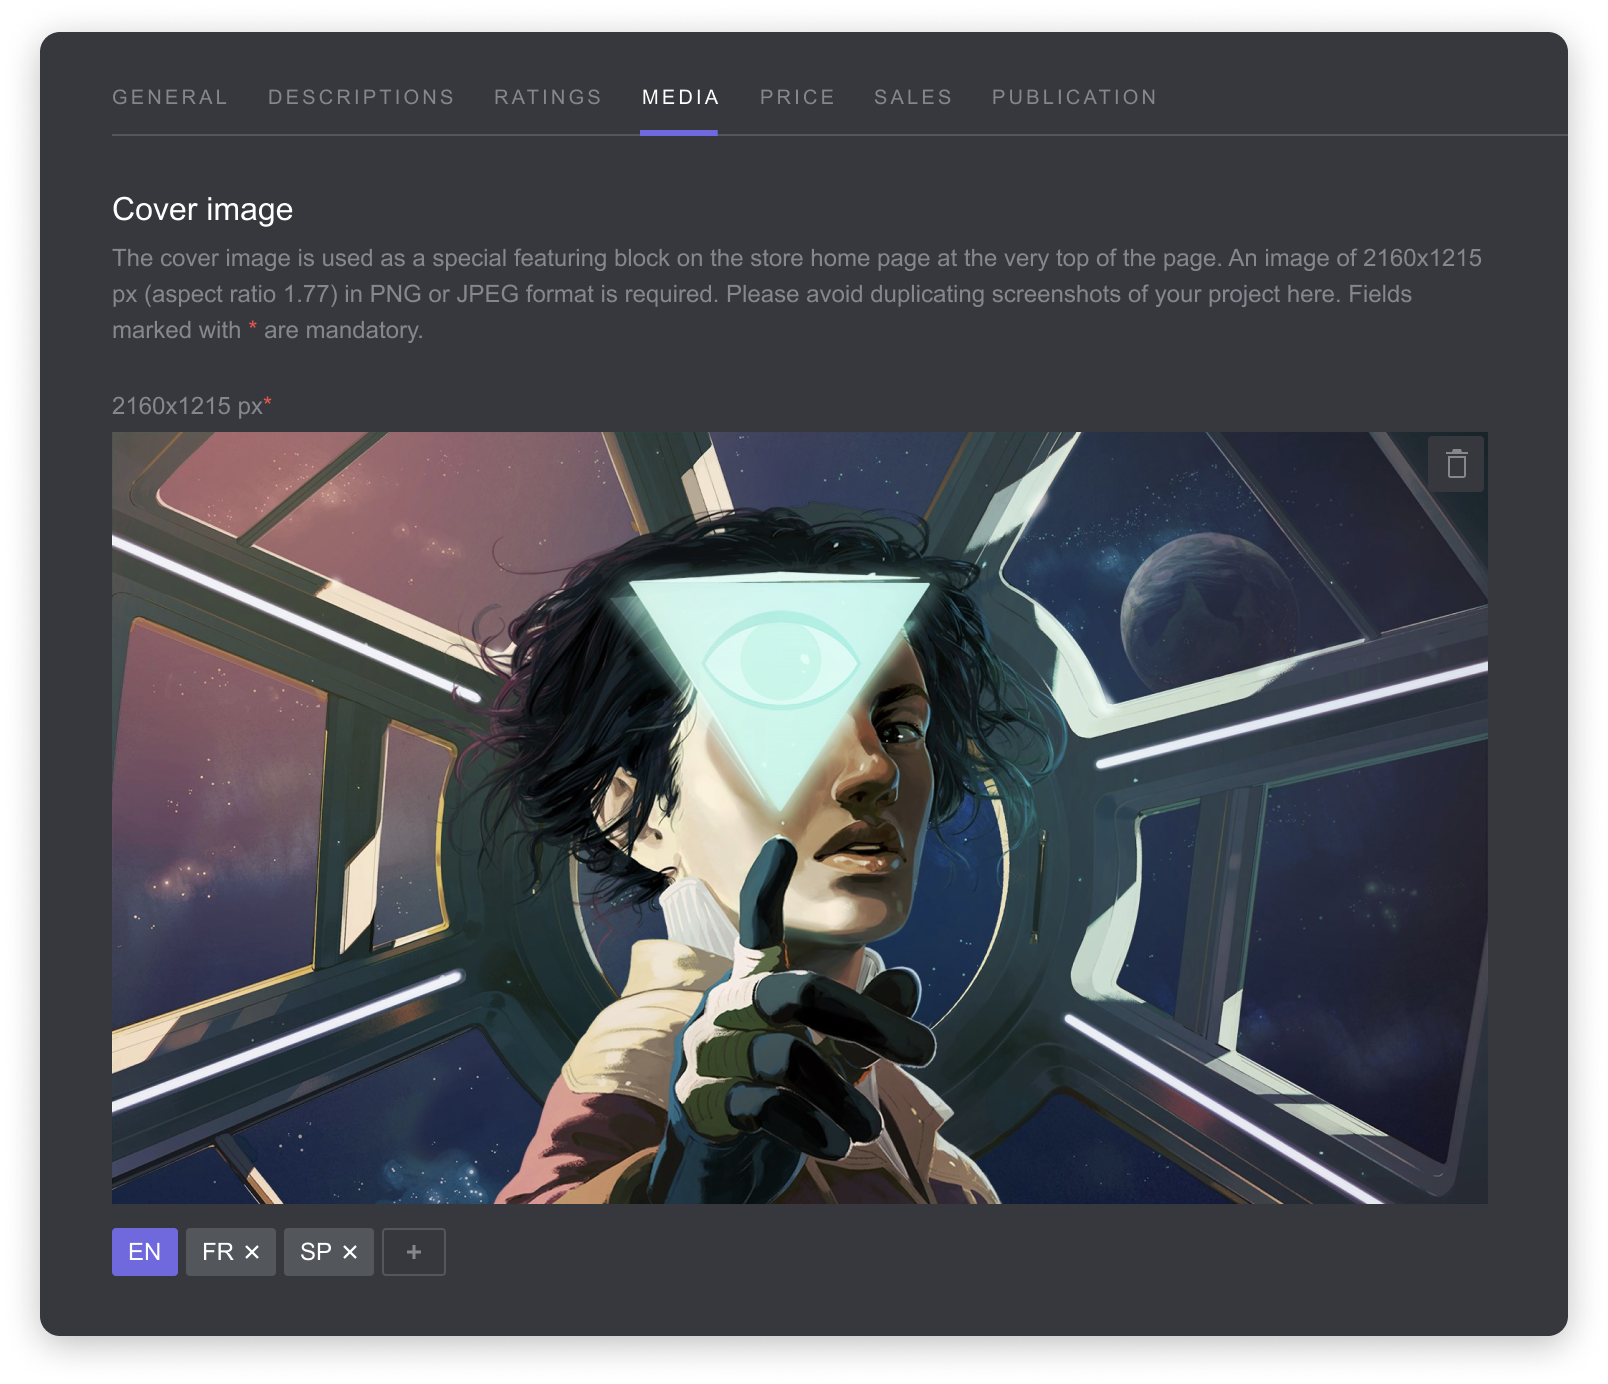 GENERAL DESCRIPTIONS RATINGS MEDIA PRICE SALES PUBLICATION
Cover image
The cover image is used as a special featuring block on the store home page at the very top of the page. An image of 2160x1215
px (aspect ratio 1.77) in PNG or JPEG format is required. Please avoid duplicating screenshots of your project here. Fields
marked with * are mandatory.
2160x1215 px*
EN FR × SP × +